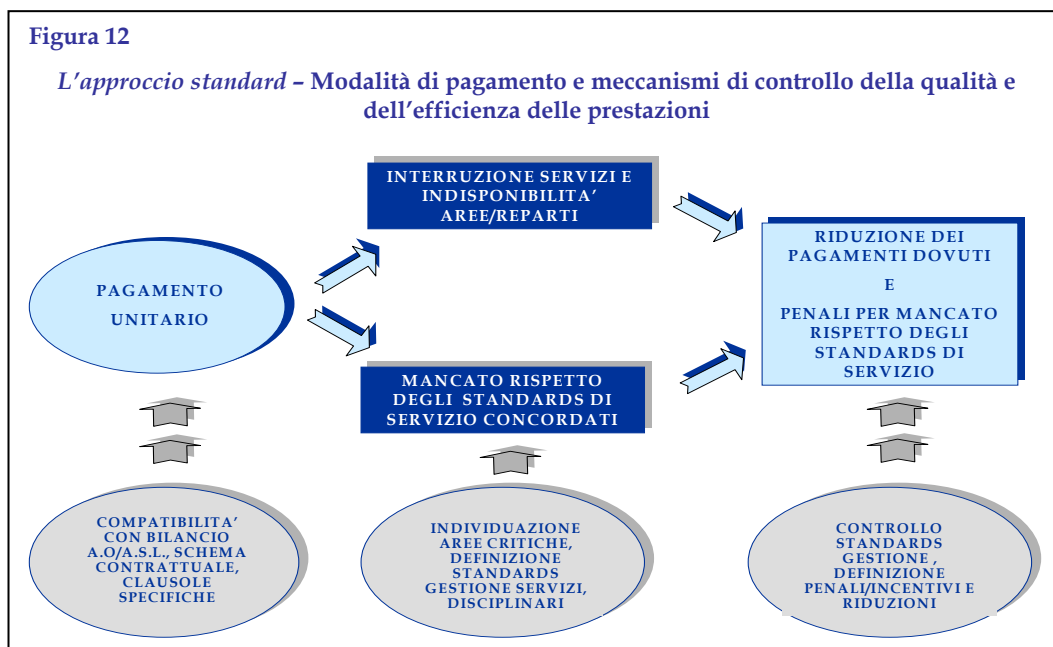 Figura 12
L'approccio standard – Modalità di pagamento e meccanismi di controllo della qualità e
dell'efficienza delle prestazioni
INTERRUZIONE SERVIZI E
INDISPONIBILITA'
AREE/REPARTI
PAGAMENTO
UNITARIO
RIDUZIONE DEI
PAGAMENTI DOVUTI
E
PENALI PER MANCATO
RISPETTO DEGLI
STANDARDS DI
SERVIZIO
MANCATO RISPETTO
DEGLI STANDARDS DI
SERVIZIO CONCORDATI
COMPATIBILITA'
CON BILANCIO
A.O/A.S.L., SCHEMA
CONTRATTUALE,
CLAUSOLE
SPECIFICHE
INDIVIDUAZIONE
AREE CRITICHE,
DEFINIZIONE
STANDARDS
GESTIONE SERVIZI,
DISCIPLINARI
CONTROLLO
STANDARDS
GESTIONE ,
DEFINIZIONE
PENALI/INCENTIVI E
RIDUZIONI